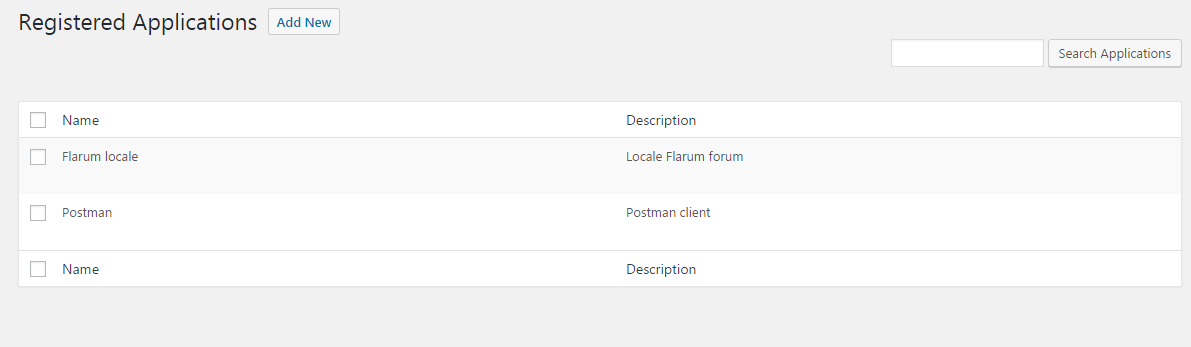 Registered Applications Add New
Search Applications
Name Description
Flarum locale Locale Flarum forum
Postman Postman client
Name Description